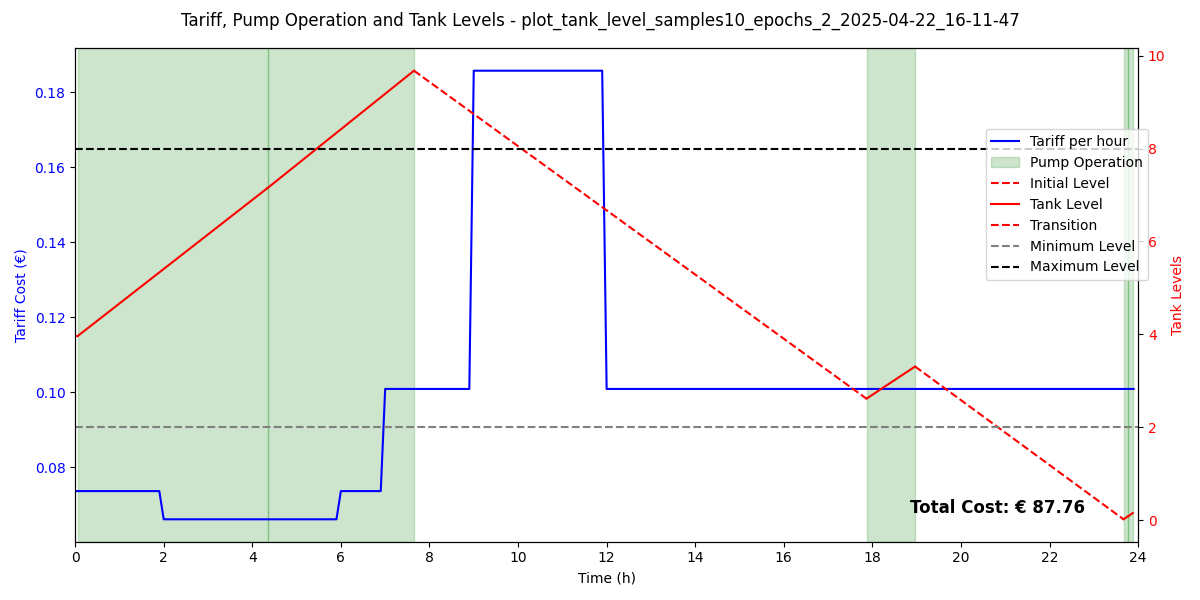 Tariff, Pump Operation and Tank Levels - plot_tank_level_samples10_epochs_2_2025-04-22_16-11-47
Tariff Cost (€)
0.18
0.16
0.14
0.12
0.10
0.08
Tariff per hour
Pump Operation
Initial Level
Tank Level
Transition
Minimum Level
Maximum Level
Total Cost: € 87.76
10
8
6
4
2
0
Tank Levels
0 2 4 6 8 10 12 14 16 18 20 22 24
Time (h)